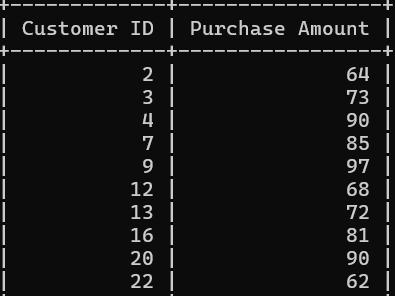 | Customer ID | Purchase Amount |
| 2 | 64 |
| 3 | 73 |
| 4 | 90 |
| 7 | 85 |
| 9 | 97 |
| 12 | 68 |
| 13 | 72 |
| 16 | 81 |
| 20 | 90 |
| 22 | 62 |